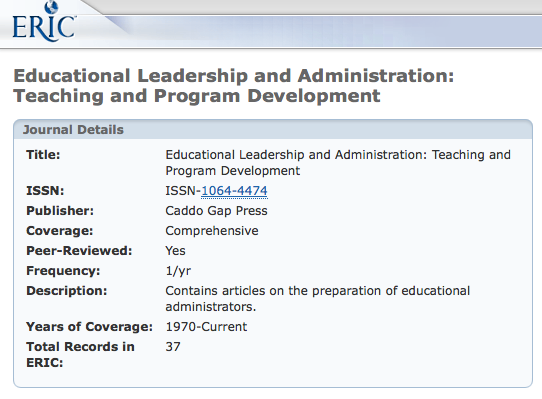 ERIC
Educational Leadership and Administration:
Teaching and Program Development
Journal Details
Title: Educational Leadership and Administration: Teaching and
Program Development
ISSN: ISSN-1064-4474
Publisher: Caddo Gap Press
Coverage: Comprehensive
Peer-Reviewed: Yes
Frequency: 1/yr
Description: Contains articles on the preparation of educational
administrators.
Years of Coverage: 1970-Current
Total Records in 37
ERIC: